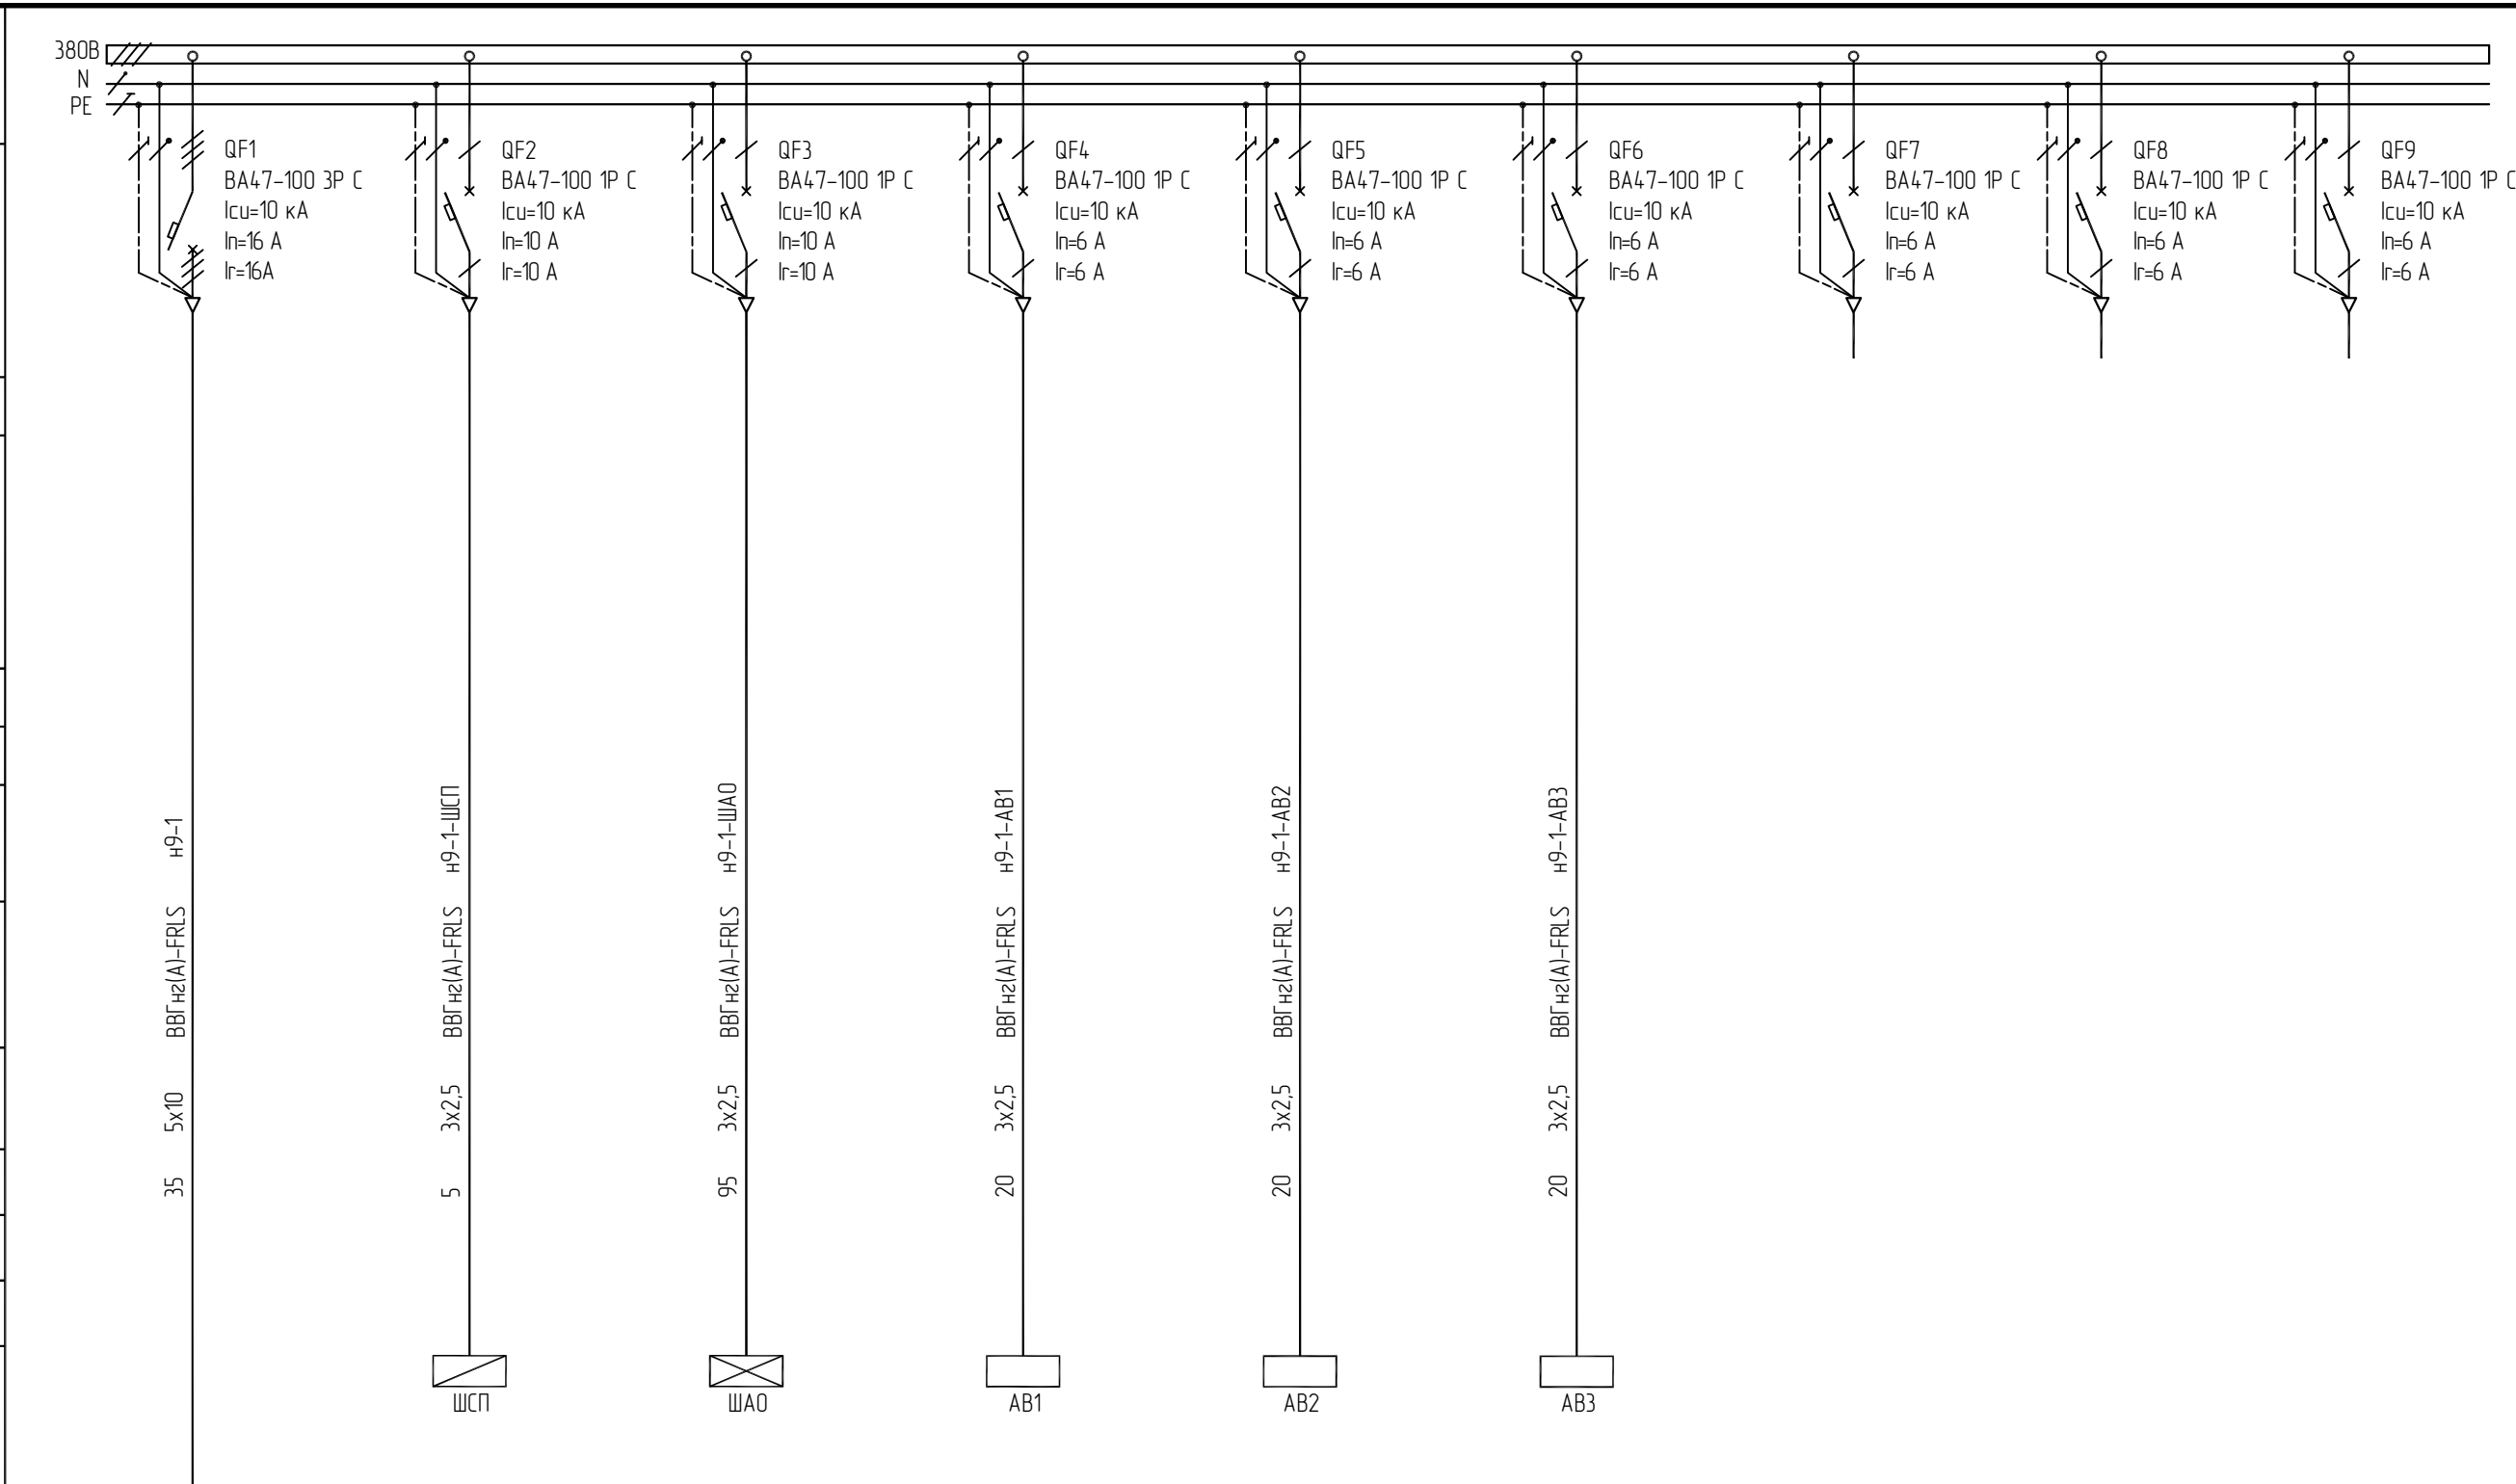 380В
N
PE
QF1
ВА47-100 3Р С
Icu=10 кА
In=16 А
Ir=16А
QF2
ВА47-100 1Р С
Icu=10 кА
In=10 А
Ir=10 А
QF3
ВА47-100 1Р С
Icu=10 кА
In=10 А
Ir=10 А
QF4
ВА47-100 1Р С
Icu=10 кА
In=6 А
Ir=6 А
QF5
ВА47-100 1Р С
Icu=10 кА
In=6 А
Ir=6 А
QF6
ВА47-100 1Р С
Icu=10 кА
In=6 А
Ir=6 А
QF7
ВА47-100 1Р С
Icu=10 кА
In=6 А
Ir=6 А
QF8
ВА47-100 1Р С
Icu=10 кА
In=6 А
Ir=6 А
QF9
ВА47-100 1Р С
Icu=10 кА
In=6 А
Ir=6 А
35 5х10 ВВГнг(А)-FRLS н9-1
5 3х2,5 ВВГнг(А)-FRLS н9-1-ШСП
95 3х2,5 ВВГнг(А)-FRLS н9-1-ШАО
20 3х2,5 ВВГнг(А)-FRLS н9-1-АВ1
20 3х2,5 ВВГнг(А)-FRLS н9-1-АВ2
20 3х2,5 ВВГнг(А)-FRLS н9-1-АВ3
ШСП
ШАО
АВ1
АВ2
АВ3